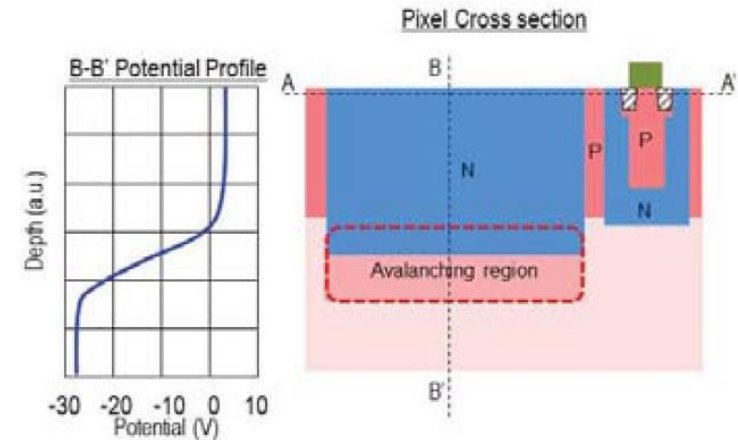 Pixel Cross section
B-B' Potential Profile
A
B
A'
N
P
P
N
Avalanching region
B'
Depth (a.u.)
-30 -20 -10 0 10
Potential (V)